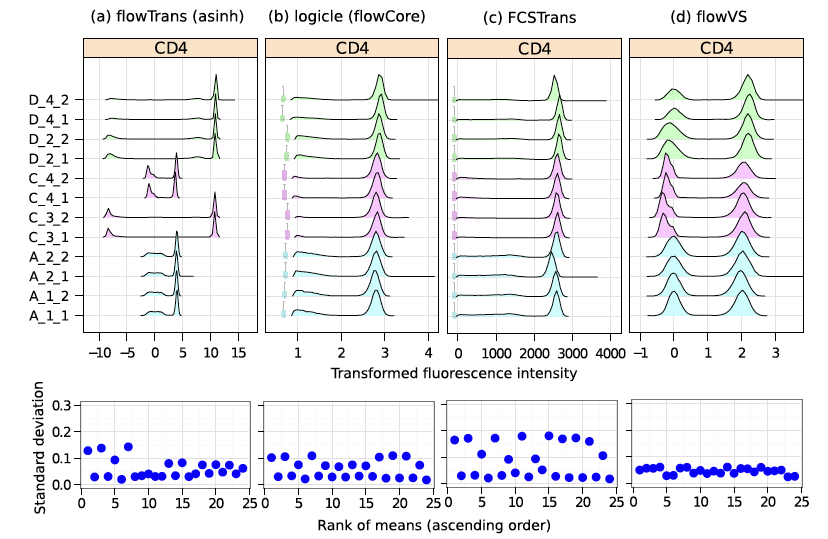 (a) flowTrans (asinh) (b) logicle (flowCore) (c) FCSTrans (d) flowVS
CD4 CD4 CD4 CD4
D_4_2
D_4_1
D_2_2
D_2_1
C_4_2
C_4_1
C_3_2
C_3_1
A_2_2
A_2_1
A_1_2
A_1_1
−10 −5 0 5 10 15 1 2 3 4 0 1000 2000 3000 4000 −1 0 1 2 3
Transformed fluorescence intensity
Standard deviation
0.3
0.2
0.1
0.0
0 5 10 15 20 25 0 5 10 15 20 25 0 5 10 15 20 25 0 5 10 15 20 25
Rank of means (ascending order)